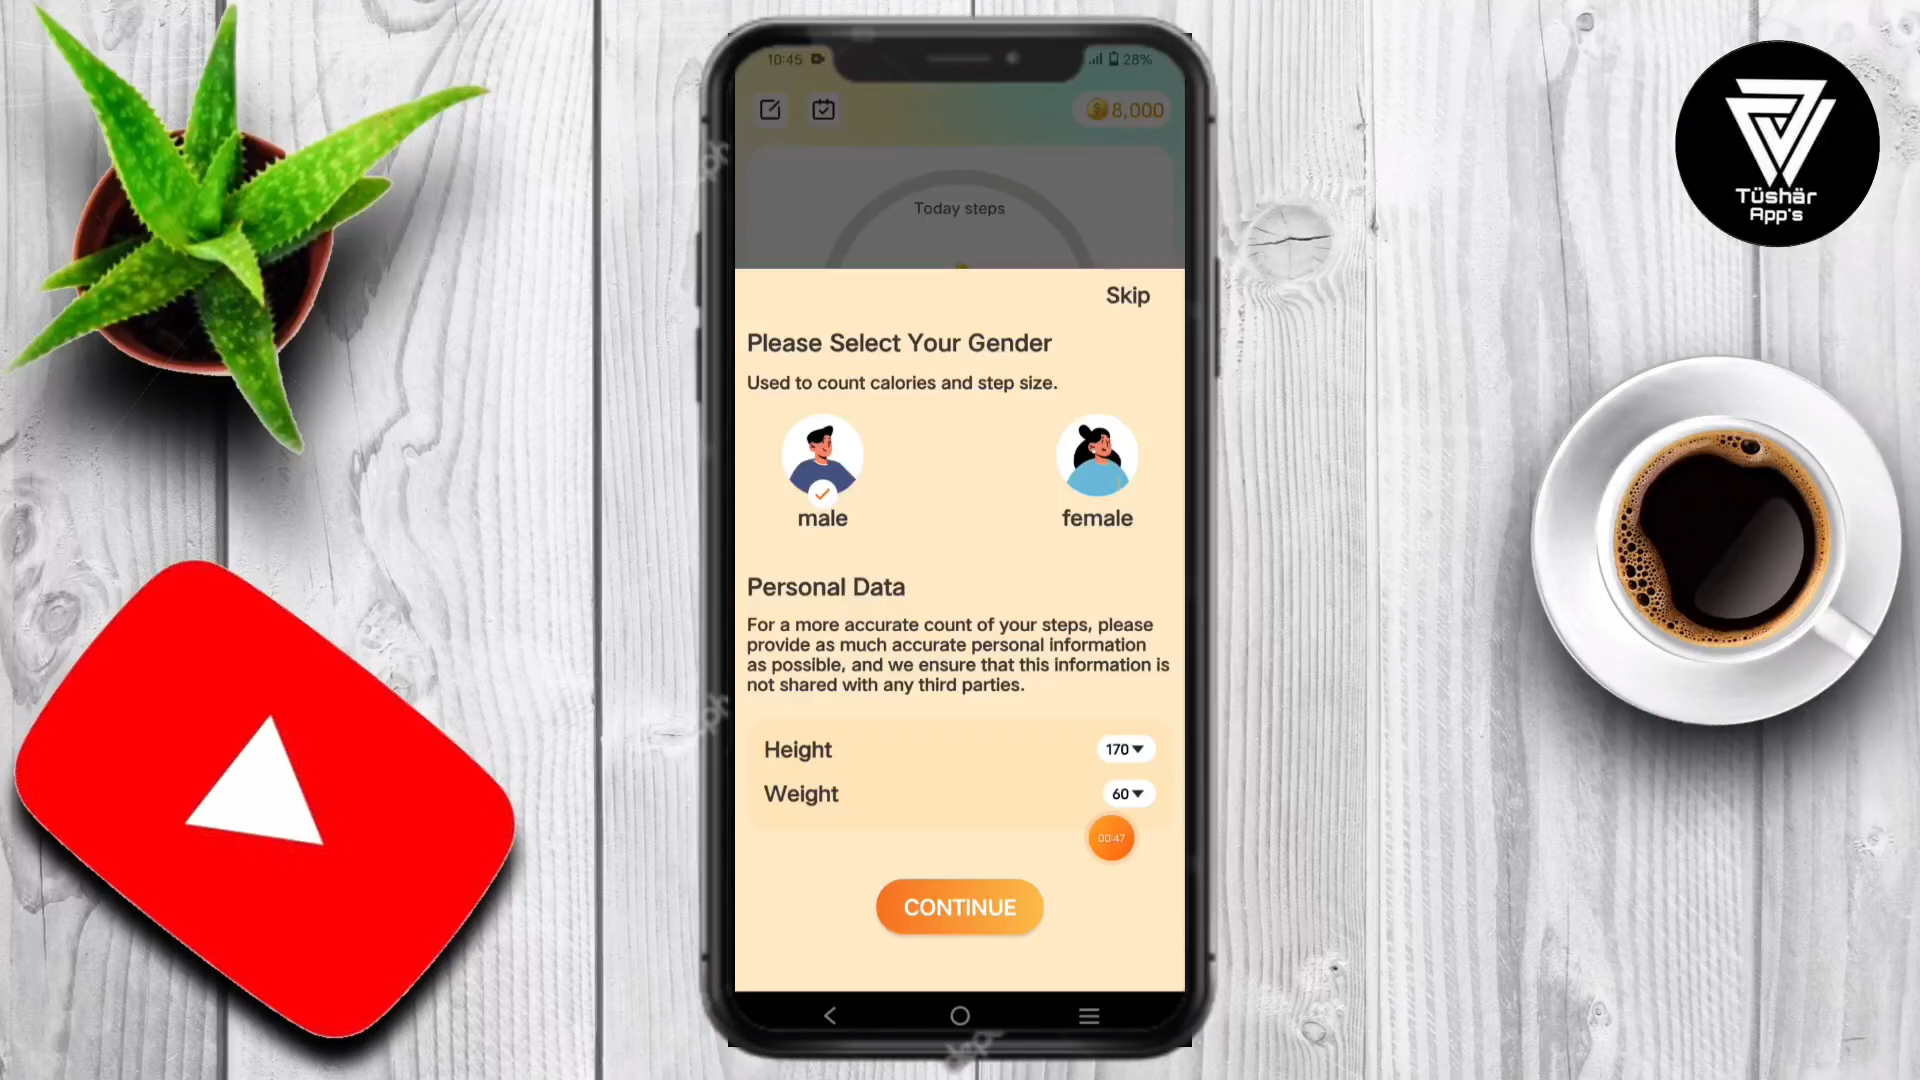 10:45
28%
8,000
Today steps
Skip
Please Select Your Gender
Used to count calories and step size.
male
female
Personal Data
For a more accurate count of your steps, please
provide as much accurate personal information
as possible, and we ensure that this information is
not shared with any third parties.
Height
170
Weight
60
00:47
CONTINUE
Tüshär
App's